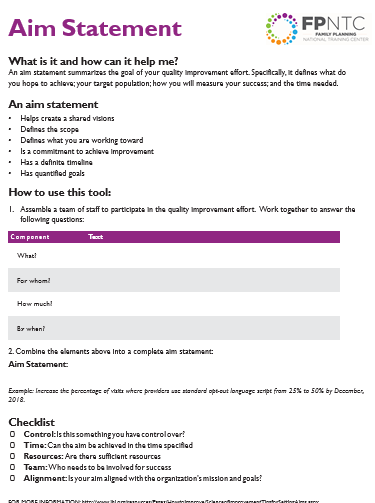 Aim Statement
FPNTC
FAMILY PLANNING
NATIONAL TRAINING CENTER
What is it and how can it help me?
An aim statement summarizes the goal of your quality improvement effort. Specifically, it defines what do
you hope to achieve; your target population; how you will measure your success; and the time needed.
An aim statement
• Helps create a shared visions
• Defines the scope
• Defines what you are working toward
• Is a commitment to achieve improvement
• Has a definite timeline
• Has quantified goals
How to use this tool:
1. Assemble a team of staff to participate in the quality improvement effort. Work together to answer the
following questions:
Component Text
What?
For whom?
How much?
By when?
2. Combine the elements above into a complete aim statement:
Aim Statement:
Example: Increase the percentage of visits where providers use standard opt-out language script from 25% to 50% by December,
2018.
Checklist
O Control: Is this something you have control over?
O Time: Can the aim be achieved in the time specified
O Resources: Are there sufficient resources
O Team: Who needs to be involved for success
O Alignment: Is your aim aligned with the organization's mission and goals?
FOR MORE INFORMATION: